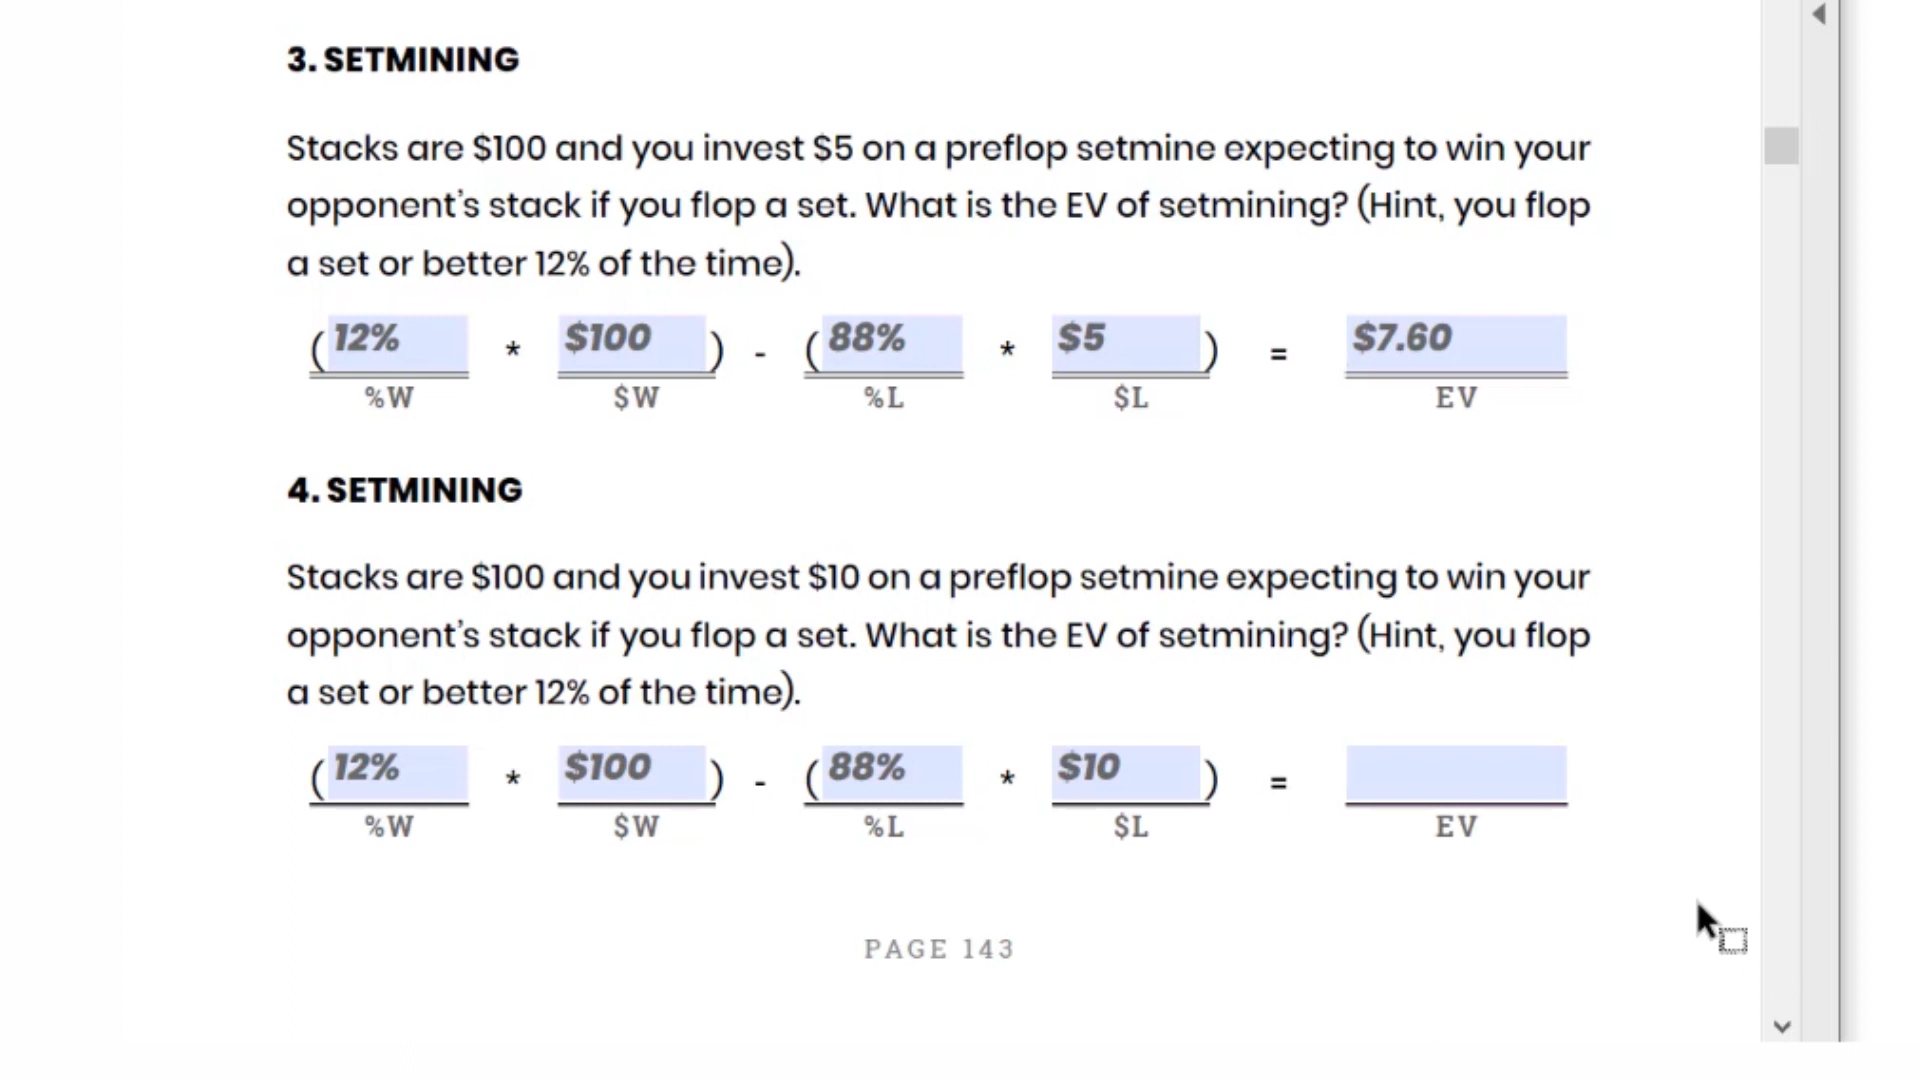 3. SETMINING
Stacks are $100 and you invest $5 on a preflop setmine expecting to win your
opponent's stack if you flop a set. What is the EV of setmining? (Hint, you flop
a set or better 12% of the time).
( 12% * $100 ) - ( 88% * $5 ) = $7.60
%W $W %L $L EV
4. SETMINING
Stacks are $100 and you invest $10 on a preflop setmine expecting to win your
opponent's stack if you flop a set. What is the EV of setmining? (Hint, you flop
a set or better 12% of the time).
( 12% * $100 ) - ( 88% * $10 ) =
%W $W %L $L EV
PAGE 143